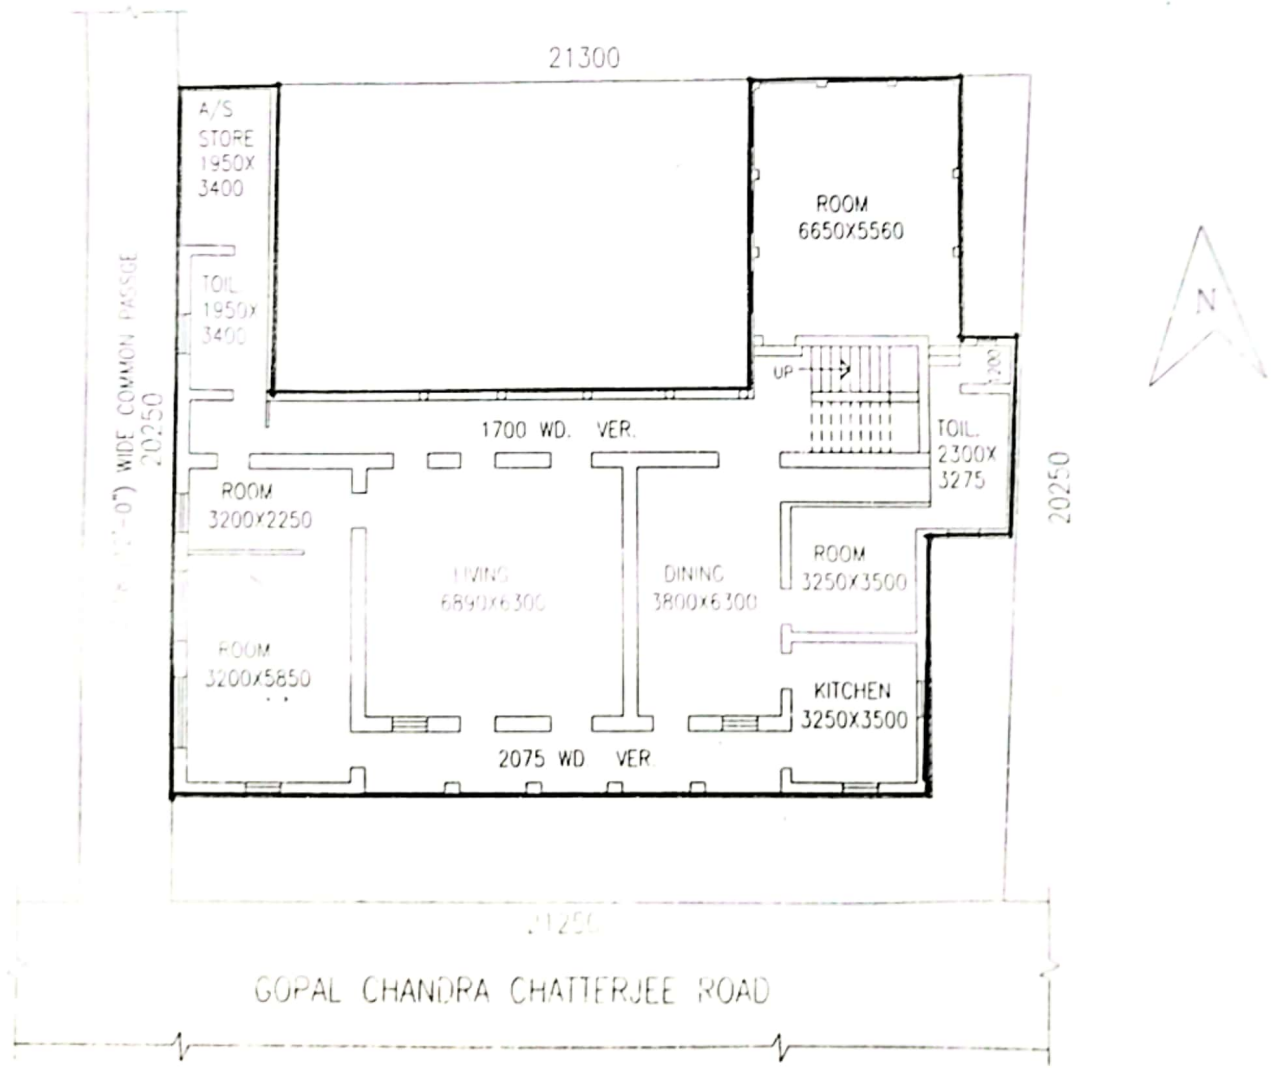 21300
A/S
STORE
1950X
3400
ROOM
6650X5560
N
TOIL.
1950X
3400
WIDE COMMON PASSGE
20250
UP
1200
1700 WD. VER.
TOIL.
2300X
3275
20250
ROOM
3200X2250
LIVING
6890X6300
DINING
3800X6300
ROOM
3250X3500
ROOM
3200X5850
KITCHEN
3250X3500
2075 WD VER.
21250
GOPAL CHANDRA CHATTERJEE ROAD